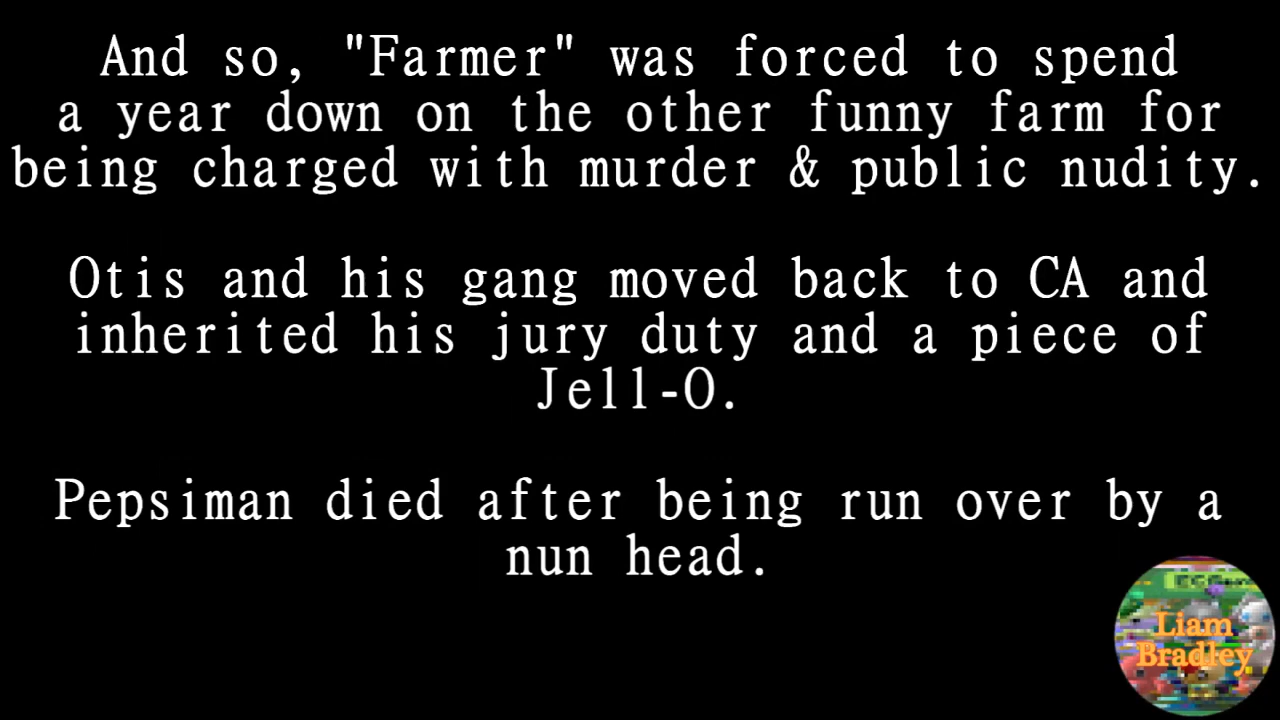 And so, "Farmer" was forced to spend
a year down on the other funny farm for
being charged with murder & public nudity.
Otis and his gang moved back to CA and
inherited his jury duty and a piece of
Jell-O.
Pepsiman died after being run over by a
nun head.
Liam
Bradley